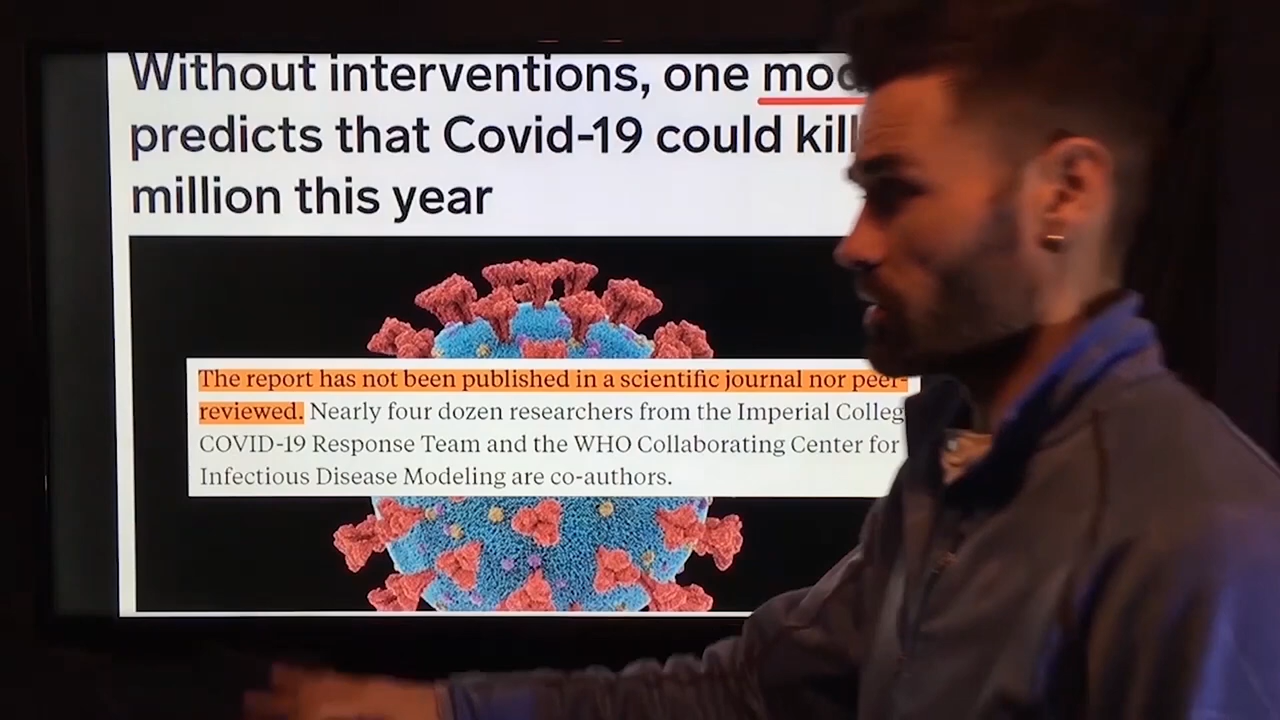 Without interventions, one
predicts that Covid-19 could kill
million this year
The report has not been published in a scientific journal nor peer-
reviewed. Nearly four dozen researchers from the Imperial
COVID-19 Response Team and the WHO Collaborating Center for
Infectious Disease Modeling are co-authors.